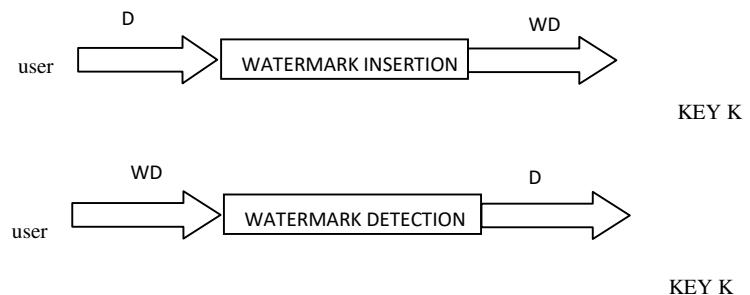 D
WD
user
WATERMARK INSERTION
KEY K
WD
D
user
WATERMARK DETECTION
KEY K